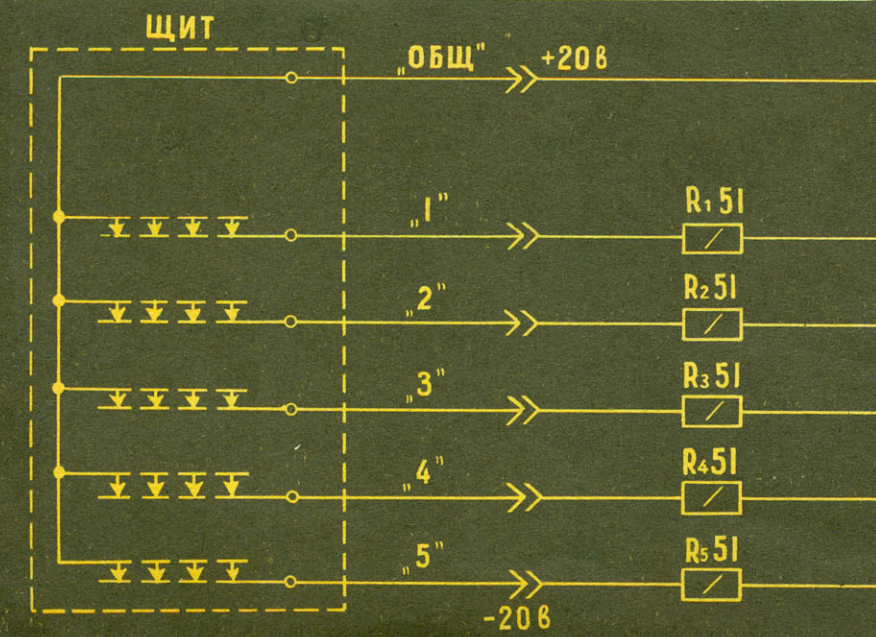 ЩИТ
„ОБЩ" +20в
„1"
R1 51
„2"
R2 51
„3"
R3 51
„4"
R4 51
„5"
R5 51
-20в